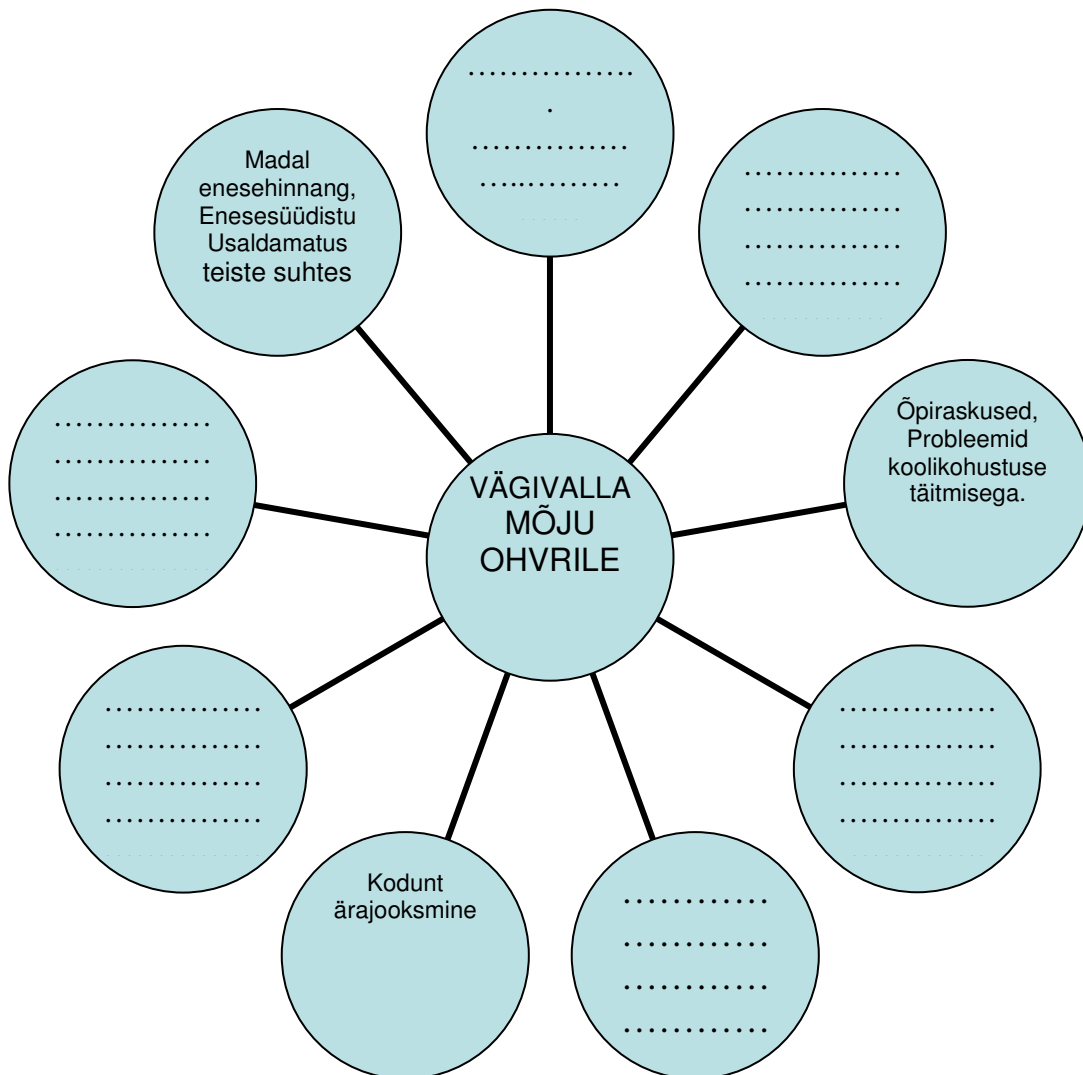 ................
.
...............
...............
Madal
enesehinnang,
Enesesüüdistu
Usaldamatus
teiste suhtes
...............
...............
...............
...............
...............
...............
...............
...............
Õpiraskused,
Probleemid
koolikohustuse
täitmisega.
VÄGIVALLA
MÕJU
OHVRILE
...............
...............
...............
...............
...............
...............
...............
...............
Kodunt
ärajooksmine
............
............
............
............